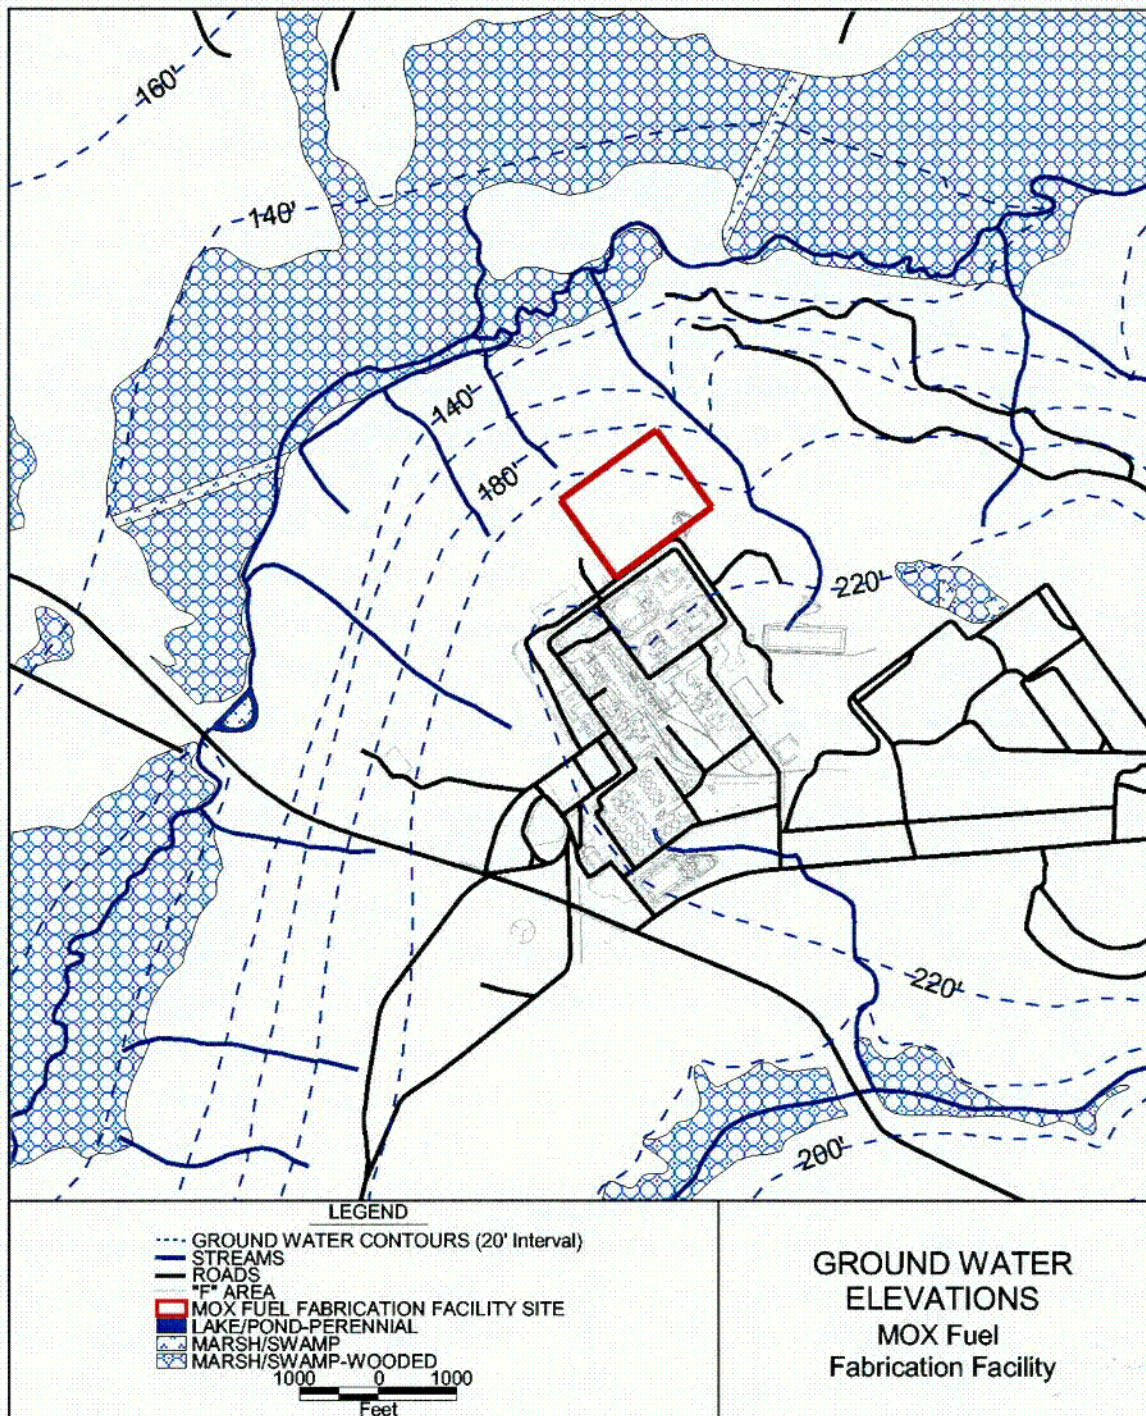 160'
140'
140'
180'
220'
220'
200'
LEGEND
GROUND WATER CONTOURS (20' Interval)
STREAMS
ROADS
"F" AREA
MOX FUEL FABRICATION FACILITY SITE
LAKE/POND-PERENNIAL
MARSH/SWAMP
MARSH/SWAMP-WOODED
1000 0 1000
Feet
GROUND WATER
ELEVATIONS
MOX Fuel
Fabrication Facility